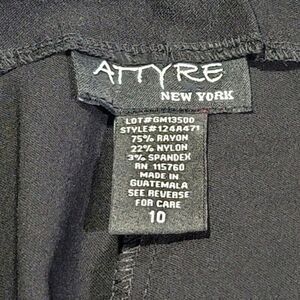 ATTYRE
NEW YORK
LOT#GM13500
STYLE#124A471
75% RAYON
22% NYLON
3% SPANDEX
RN 115760
MADE IN
GUATEMALA
SEE REVERSE
FOR CARE
10